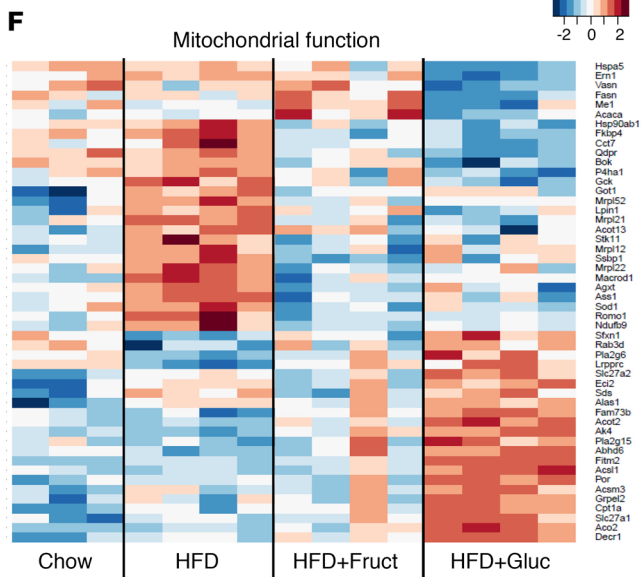 F
-2 0 2
Mitochondrial function
Hspa5
Ern1
Vasn
Fasn
Me1
Acaca
Hsp90ab1
Fkbp4
Cct7
Qdpr
Bok
P4ha1
Gck
Got1
Mrpl52
Lpin1
Mrpl21
Acot13
Stk11
Mrpl12
Ssbp1
Mrpl22
Macrod1
Agxt
Ass1
Sod1
Romo1
Ndufb9
Sfxn1
Rab3d
Pla2g6
Lrpprc
Slc27a2
Eci2
Sds
Alas1
Fam73b
Acot2
Ak4
Pla2g15
Abhd6
Fitm2
Acsl1
Por
Acsm3
Grpel2
Cpt1a
Slc27a1
Aco2
Decr1
Chow HFD HFD+Fruct HFD+Gluc